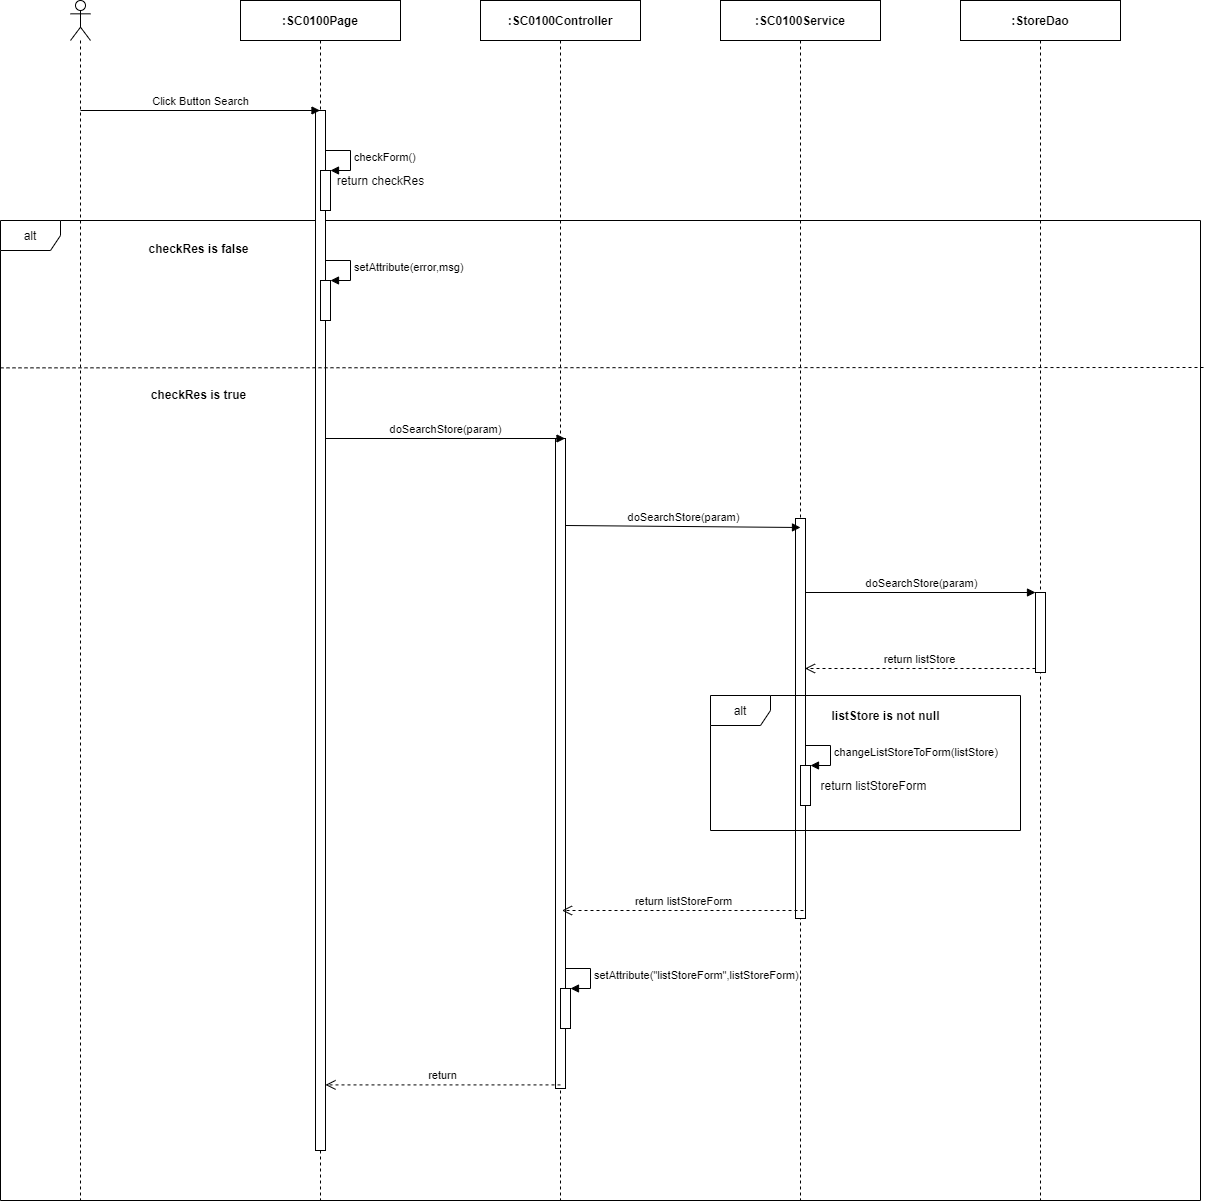 :SC0100Page
:SC0100Controller
:SC0100Service
:StoreDao
Click Button Search
checkForm()
return checkRes
alt
checkRes is false
setAttribute(error,msg)
checkRes is true
doSearchStore(param)
doSearchStore(param)
doSearchStore(param)
return listStore
alt
listStore is not null
changeListStoreToForm(listStore)
return listStoreForm
return listStoreForm
setAttribute("listStoreForm",listStoreForm)
return